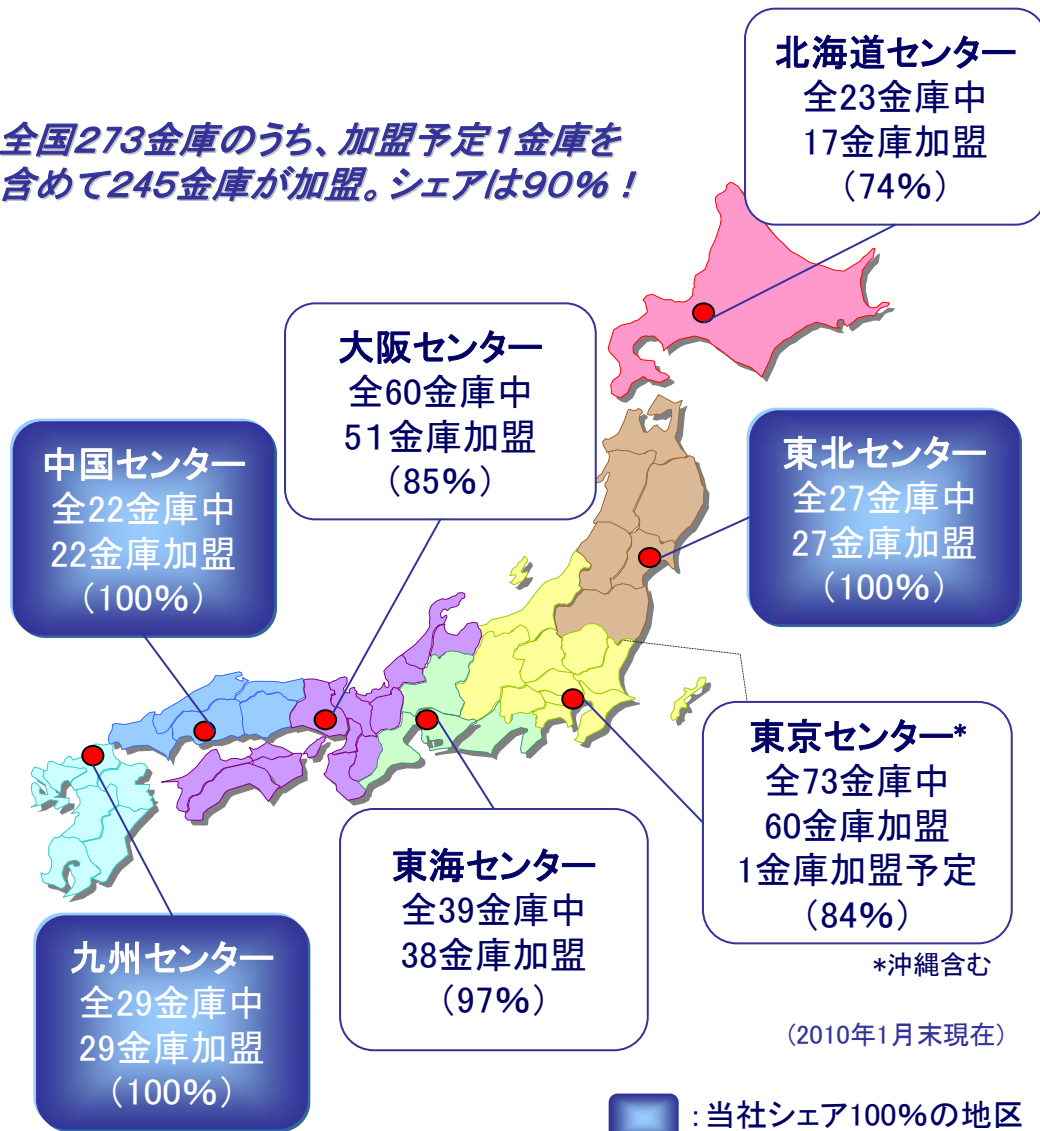 全国273金庫のうち、加盟予定1金庫を
含めて245金庫が加盟。シェアは90%！
北海道センター
全23金庫中
17金庫加盟
（74%）
大阪センター
全60金庫中
51金庫加盟
（85%）
中国センター
全22金庫中
22金庫加盟
（100%）
東北センター
全27金庫中
27金庫加盟
（100%）
東京センター*
全73金庫中
60金庫加盟
1金庫加盟予定
（84%）
*沖縄含む
東海センター
全39金庫中
38金庫加盟
（97%）
九州センター
全29金庫中
29金庫加盟
（100%）
（2010年1月末現在）
：当社シェア100%の地区